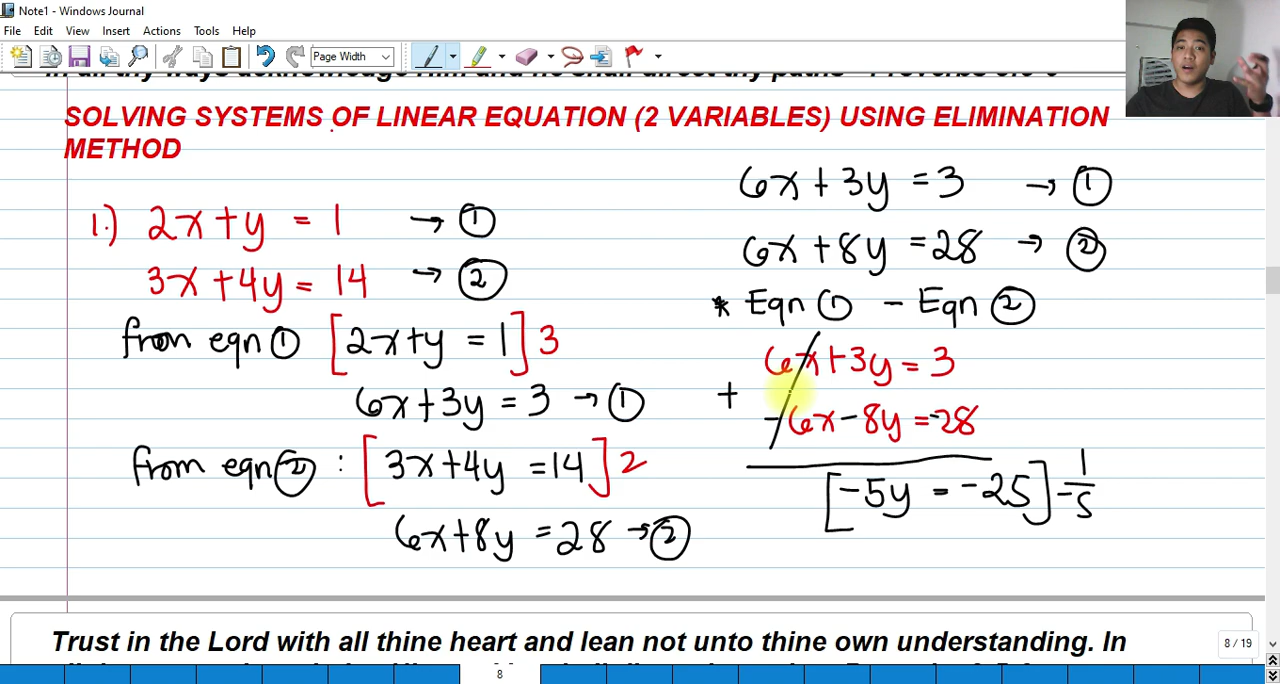 Note1 - Windows Journal
File Edit View Insert Actions Tools Help
Page Width
SOLVING SYSTEMS OF LINEAR EQUATION (2 VARIABLES) USING ELIMINATION
METHOD
1.) 2x+y = 1 → ①
3x+4y = 14 → ②
from eqn ① [2x+y = 1] 3
6x+3y = 3 → ①
from eqn ② : [3x+4y = 14] 2
6x+8y = 28 → ②
6x+3y = 3 → ①
6x+8y = 28 → ②
* Eqn ① - Eqn ②
6x+3y = 3
+
-6x-8y = -28
[-5y = -25] 1/-5
8 / 19
Trust in the Lord with all thine heart and lean not unto thine own understanding. In
8